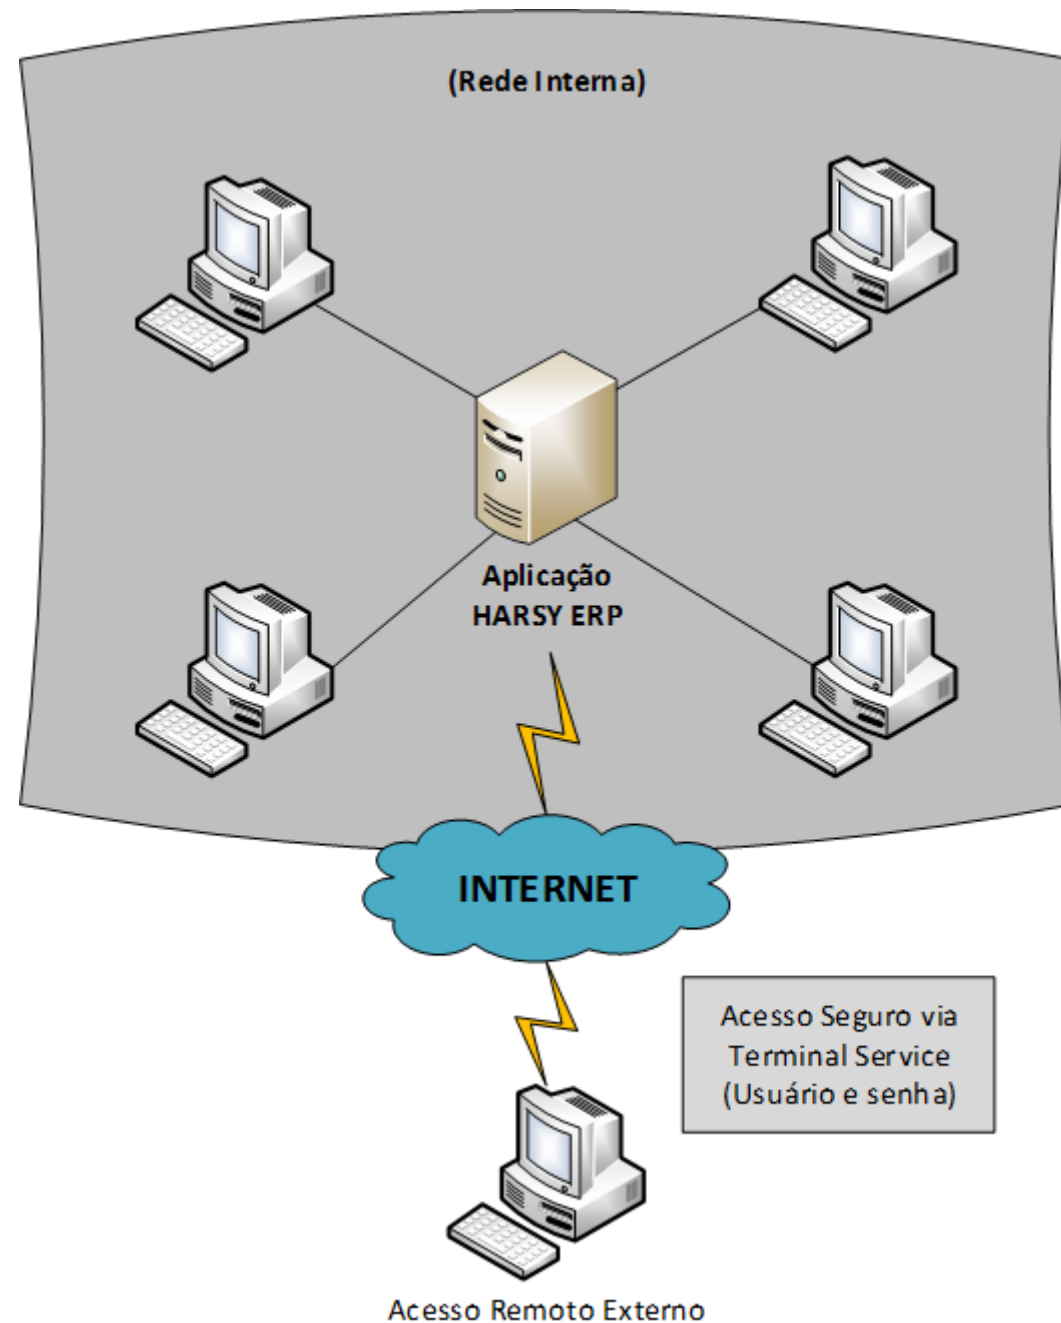 (Rede Interna)
Aplicação
HARSY ERP
INTERNET
Acesso Seguro via
Terminal Service
(Usuário e senha)
Acesso Remoto Externo